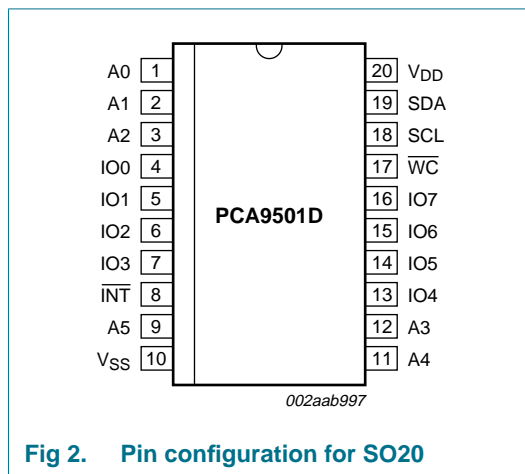 A0 1 20 VDD
A1 2 19 SDA
A2 3 18 SCL
IO0 4 17 W̅C̅
IO1 5 16 IO7
PCA9501D
IO2 6 15 IO6
IO3 7 14 IO5
I̅N̅T̅ 8 13 IO4
A5 9 12 A3
VSS 10 11 A4
002aab997
Fig 2. Pin configuration for SO20